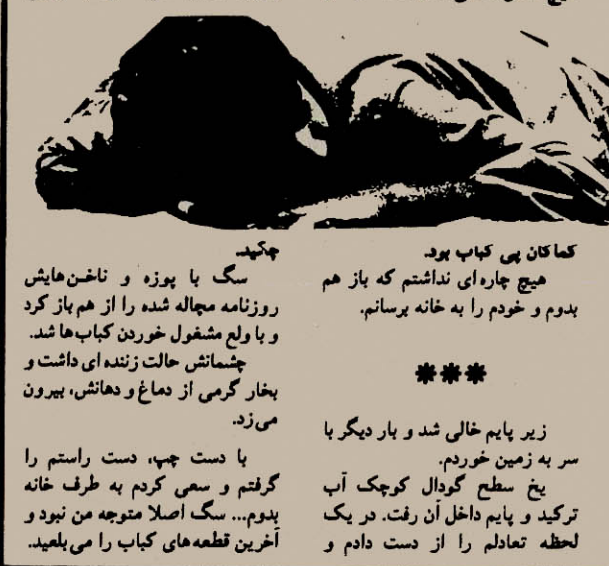 کماکان پی کباب بود.
هیچ چاره‌ای نداشتم که باز هم
بدوم و خودم را به خانه برسانم.
***
زیر پایم خالی شد و بار دیگر با
سر به زمین خوردم.
یخ سطح گودال کوچک آب
ترکید و پایم داخل آن رفت. در یک
لحظه تعادلم را از دست دادم و
چکید.
سگ با پوزه و ناخن‌هایش
روزنامه مچاله شده را از هم باز کرد
و با ولع مشغول خوردن کباب‌ها شد.
چشمانش حالت زننده‌ای داشت و
بخار گرمی از دماغ و دهانش، بیرون
می‌زد.
با دست چپ، دست راستم را
گرفتم و سعی کردم به طرف خانه
بدوم... سگ اصلا متوجه من نبود و
آخرین قطعه‌های کباب را می‌بلعید.